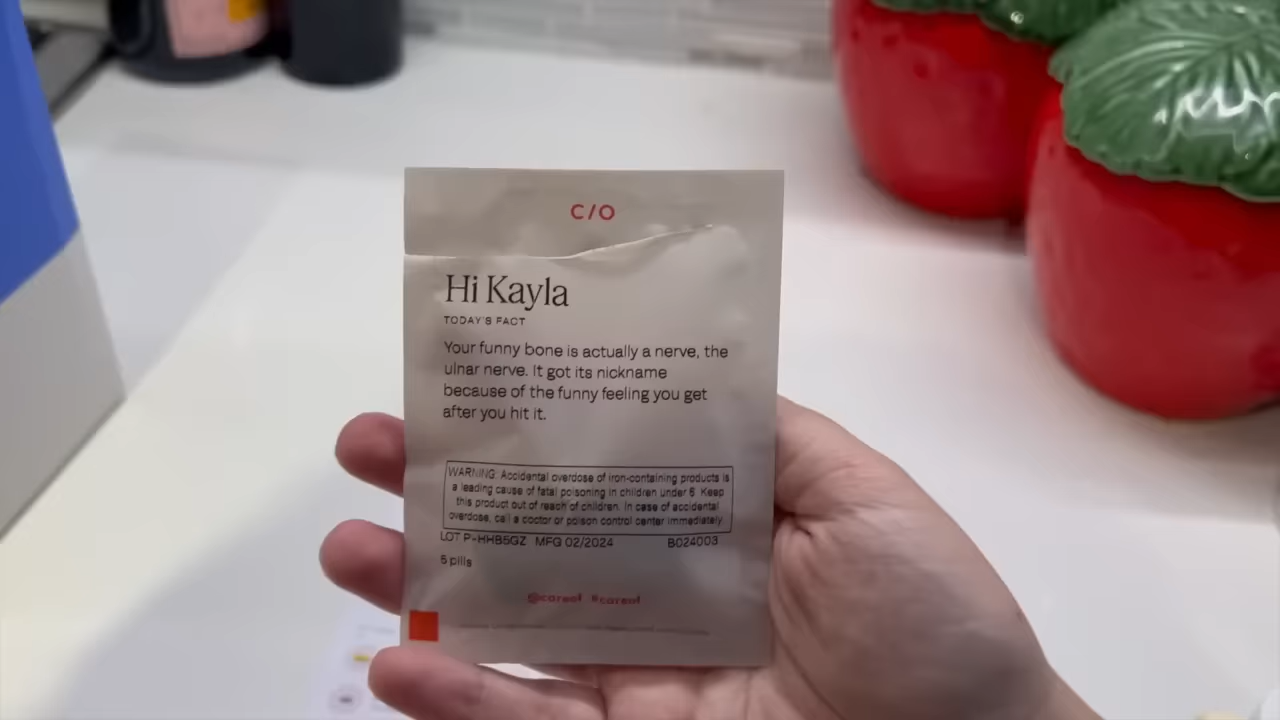 C/O
Hi Kayla
TODAY'S FACT
Your funny bone is actually a nerve, the
ulnar nerve. It got its nickname
because of the funny feeling you get
after you hit it.
WARNING: Accidental overdose of iron-containing products is
a leading cause of fatal poisoning in children under 6. Keep
this product out of reach of children. In case of accidental
overdose, call a doctor or poison control center immediately.
LOT P-HHB5GZ MFG 02/2024 B024003
5 pills
@careof #careof